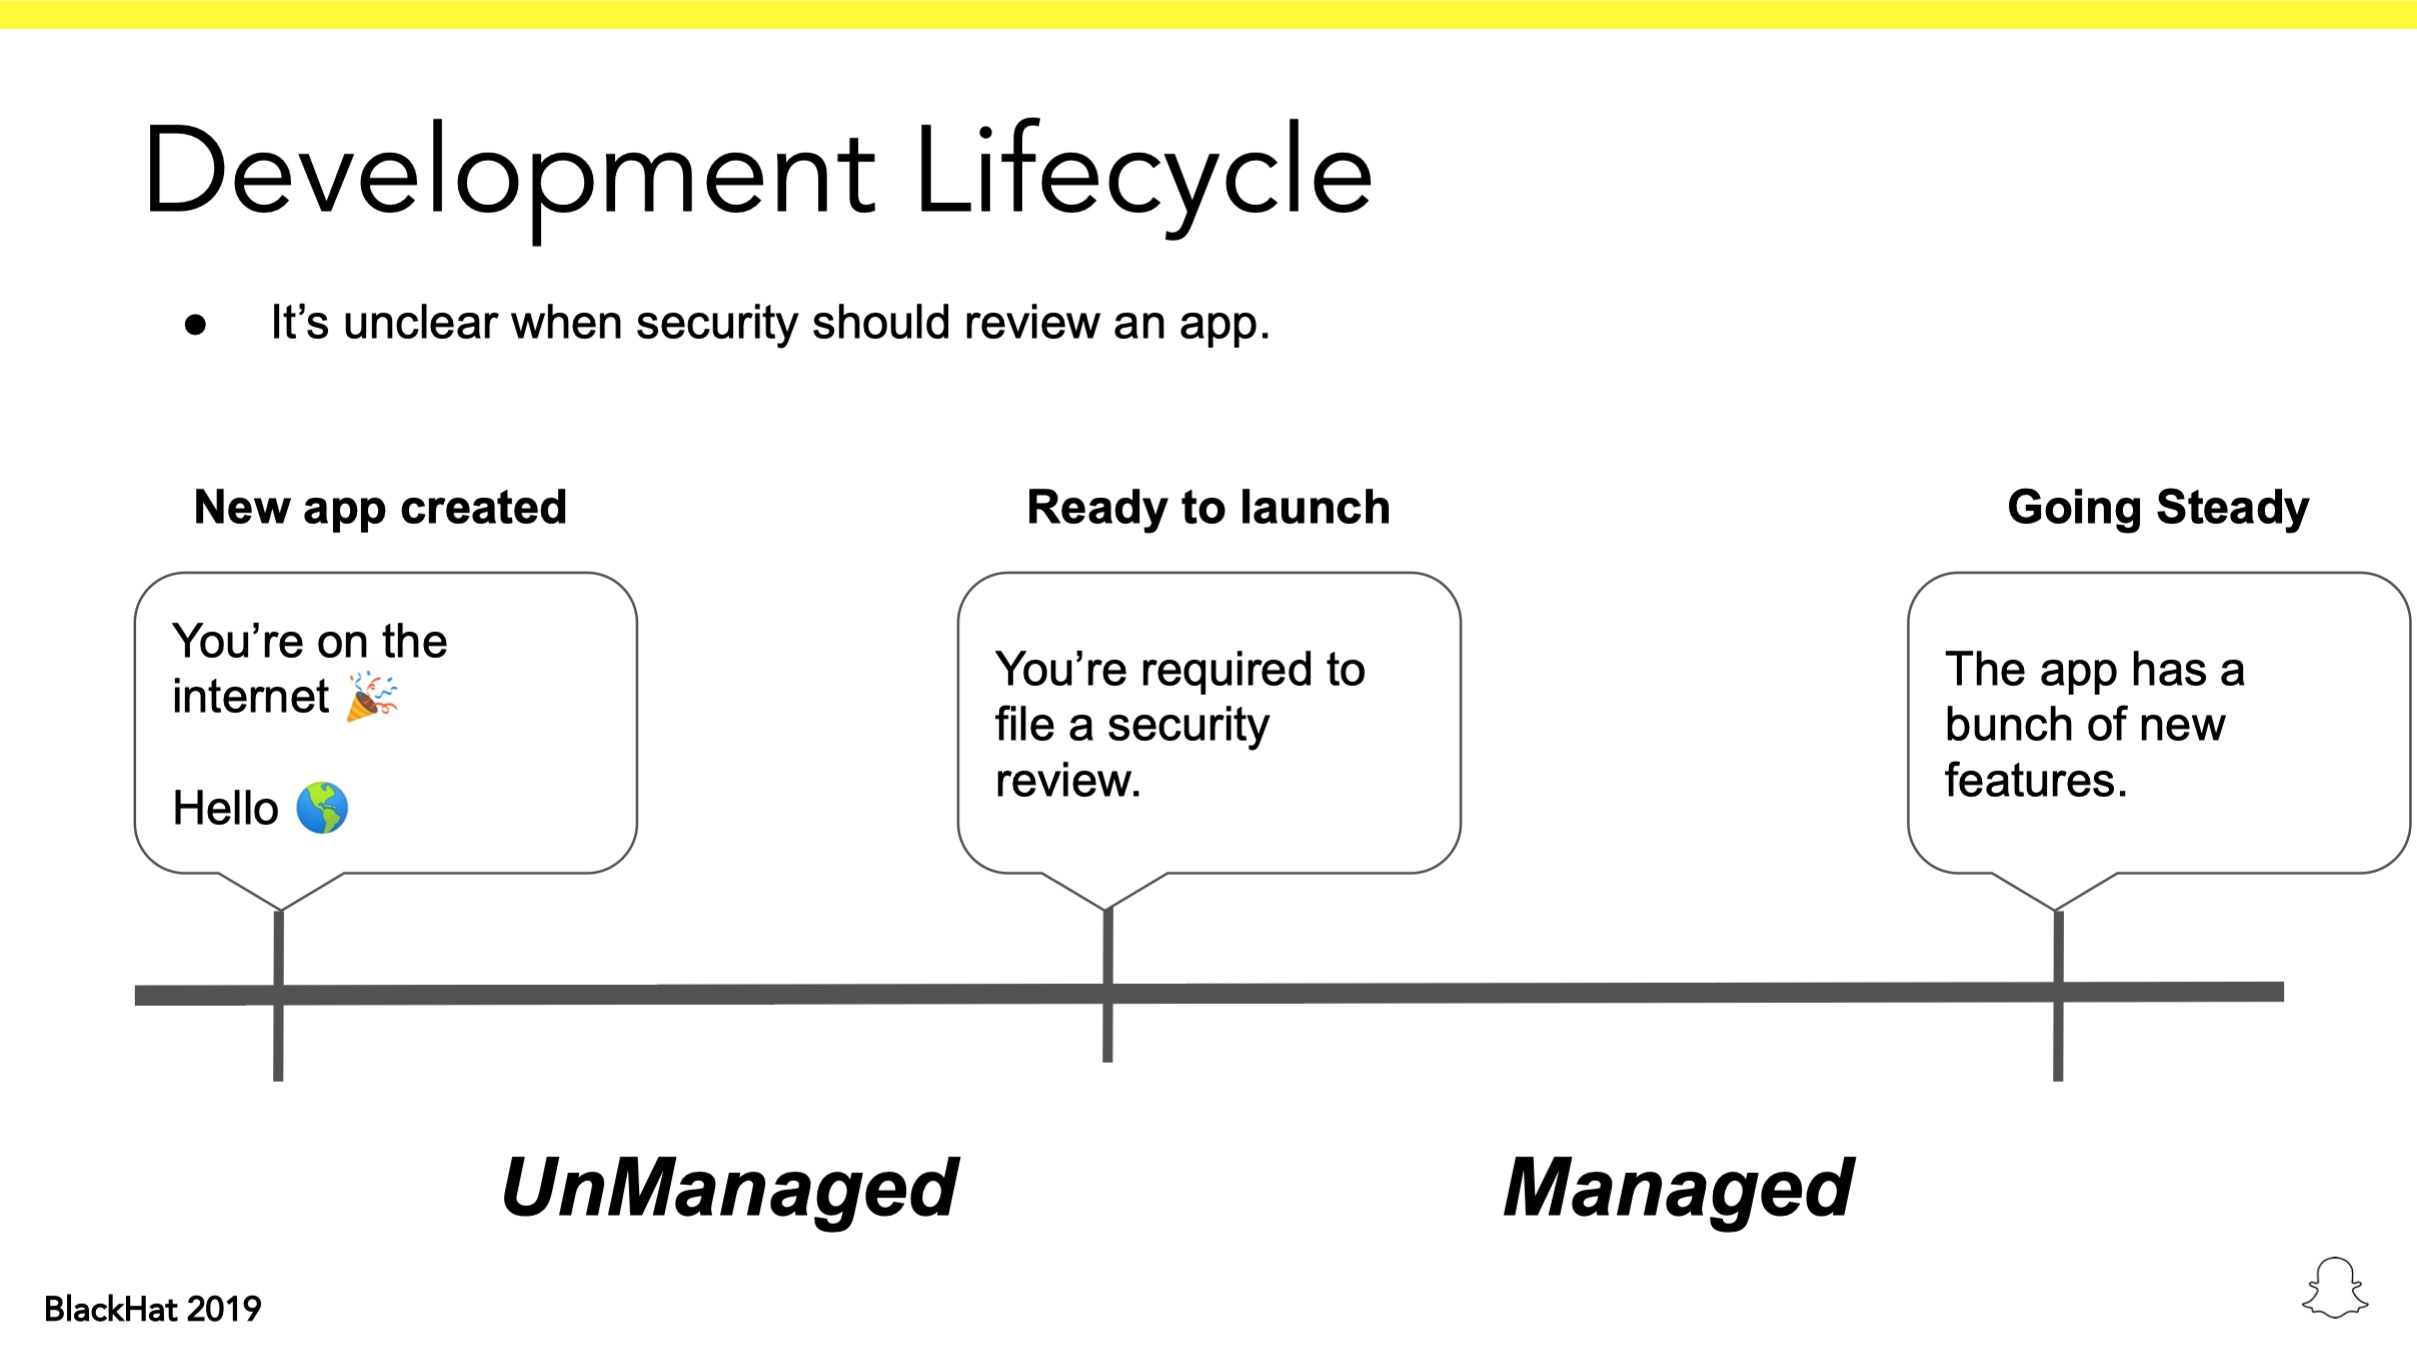 Development Lifecycle
● It’s unclear when security should review an app.
New app created
You’re on the
internet 🎉
Hello 🌎
Ready to launch
You’re required to
file a security
review.
Going Steady
The app has a
bunch of new
features.
UnManaged
Managed
BlackHat 2019